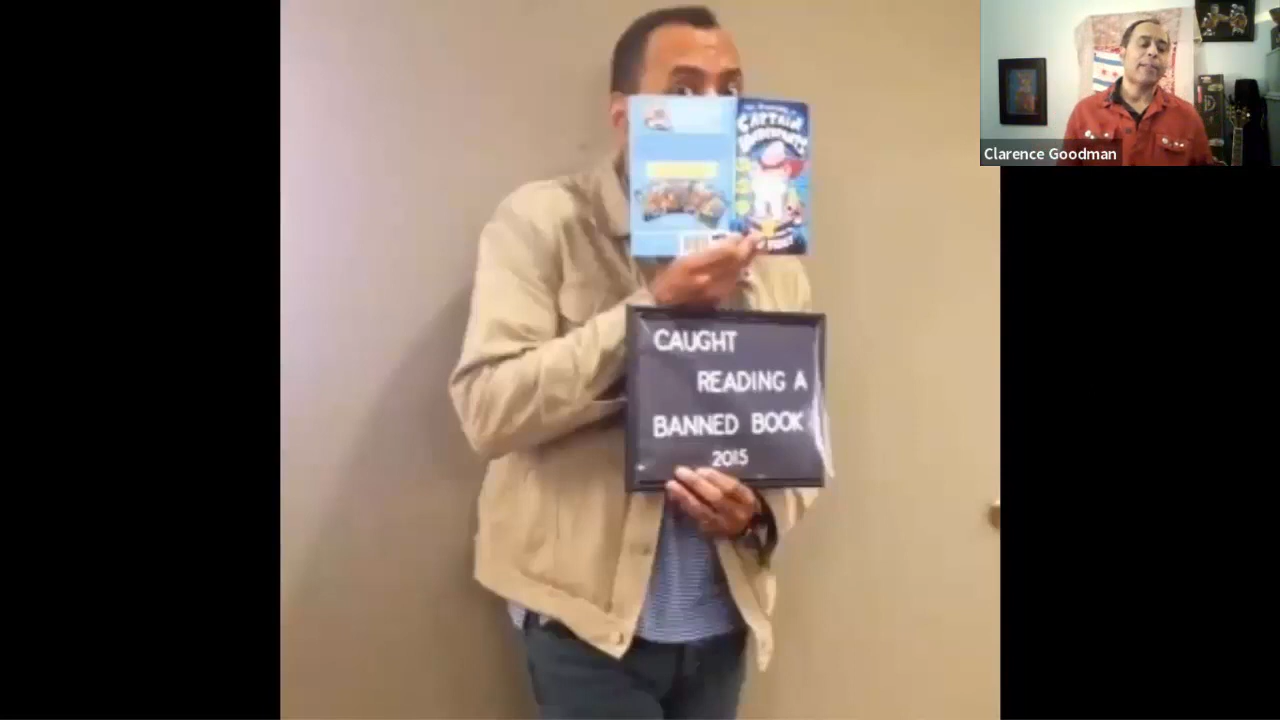 CAPTAIN
UNDERPANTS
CAUGHT
READING A
BANNED BOOK
2015
Clarence Goodman